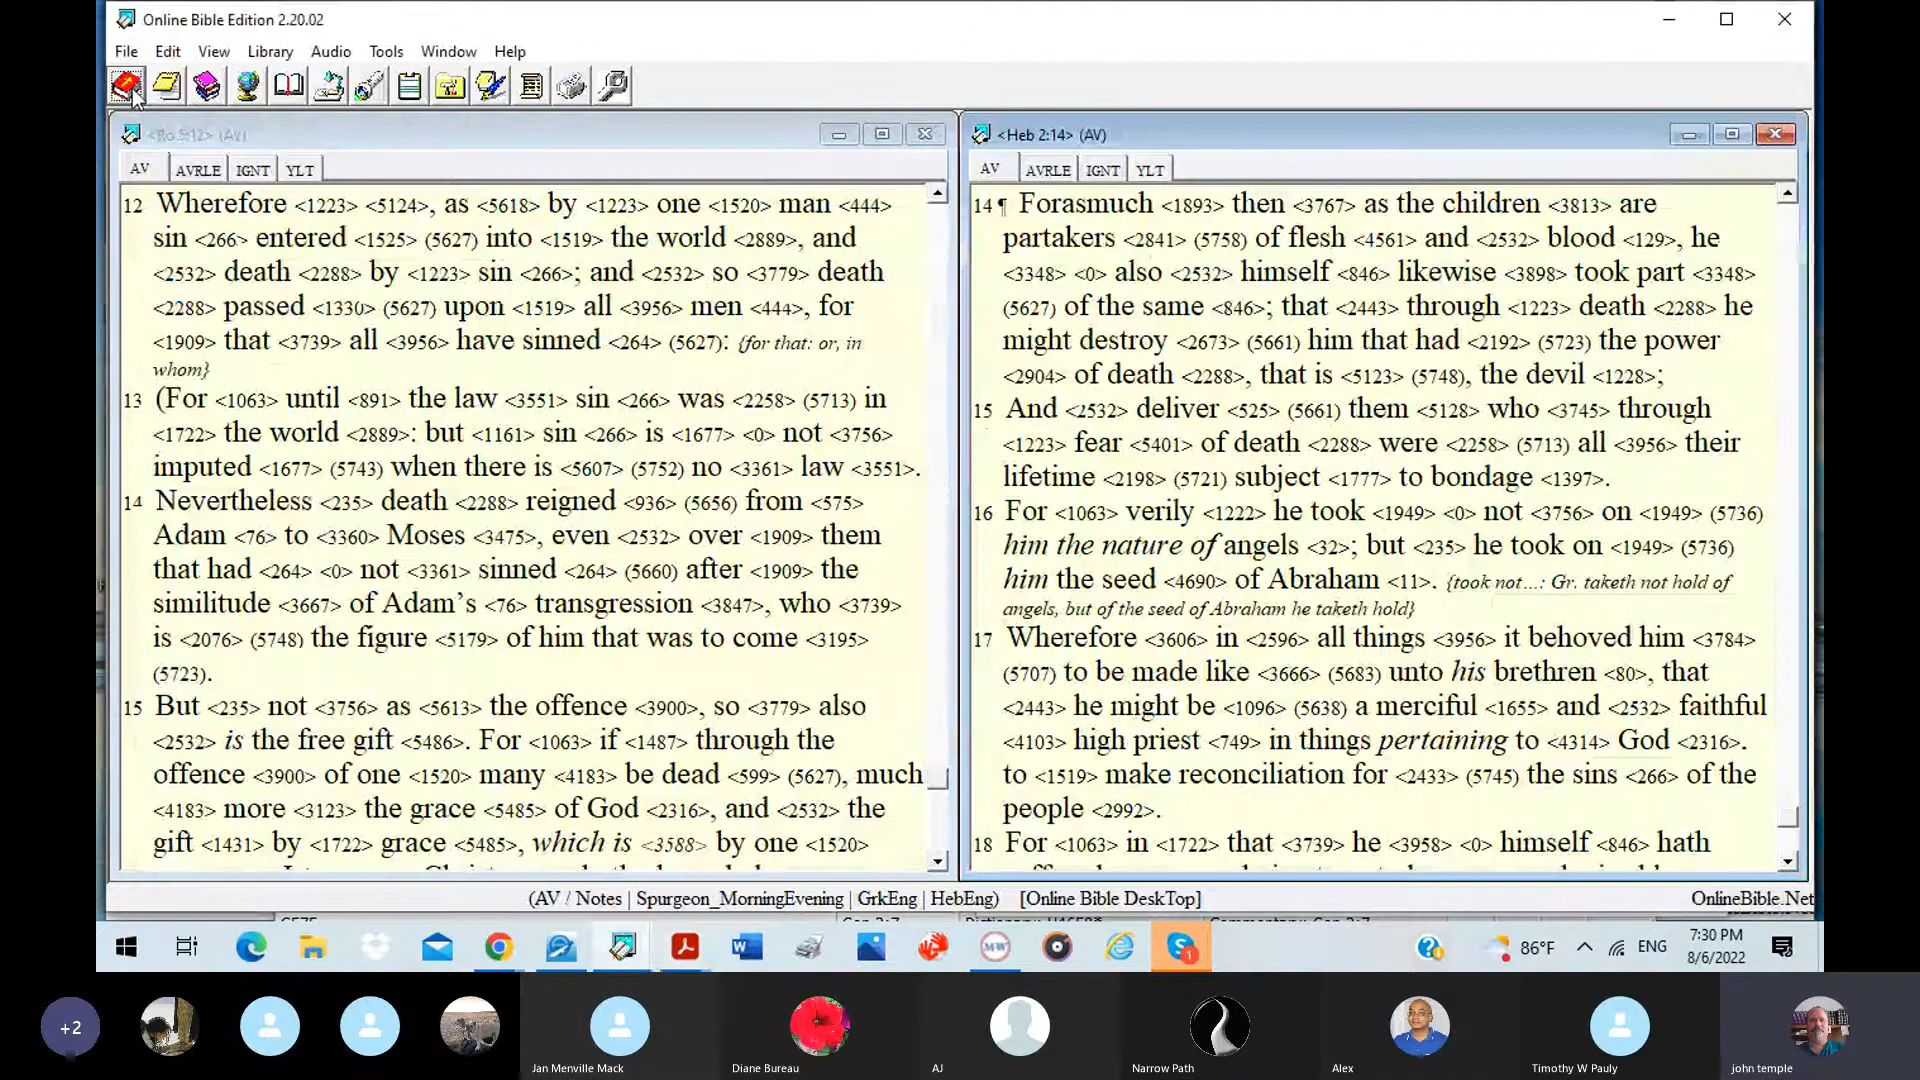 Online Bible Edition 2.20.02
File Edit View Library Audio Tools Window Help
<Ro 5:12> (AV)
AV AVRLE IGNT YLT
12 Wherefore <1223> <5124>, as <5618> by <1223> one <1520> man <444>
sin <266> entered <1525> (5627) into <1519> the world <2889>, and
<2532> death <2288> by <1223> sin <266>; and <2532> so <3779> death
<2288> passed <1330> (5627) upon <1519> all <3956> men <444>, for
<1909> that <3739> all <3956> have sinned <264> (5627): {for that: or, in
whom}
13 (For <1063> until <891> the law <3551> sin <266> was <2258> (5713) in
<1722> the world <2889>: but <1161> sin <266> is <1677> <0> not <3756>
imputed <1677> (5743) when there is <5607> (5752) no <3361> law <3551>.
14 Nevertheless <235> death <2288> reigned <936> (5656) from <575>
Adam <76> to <3360> Moses <3475>, even <2532> over <1909> them
that had <264> <0> not <3361> sinned <264> (5660) after <1909> the
similitude <3667> of Adam’s <76> transgression <3847>, who <3739>
is <2076> (5748) the figure <5179> of him that was to come <3195>
(5723).
15 But <235> not <3756> as <5613> the offence <3900>, so <3779> also
<2532> is the free gift <5486>. For <1063> if <1487> through the
offence <3900> of one <1520> many <4183> be dead <599> (5627), much
<4183> more <3123> the grace <5485> of God <2316>, and <2532> the
gift <1431> by <1722> grace <5485>, which is <3588> by one <1520>
<Heb 2:14> (AV)
AV AVRLE IGNT YLT
14 ¶ Forasmuch <1893> then <3767> as the children <3813> are
partakers <2841> (5758) of flesh <4561> and <2532> blood <129>, he
<3348> <0> also <2532> himself <846> likewise <3898> took part <3348>
(5627) of the same <846>; that <2443> through <1223> death <2288> he
might destroy <2673> (5661) him that had <2192> (5723) the power
<2904> of death <2288>, that is <5123> (5748), the devil <1228>;
15 And <2532> deliver <525> (5661) them <5128> who <3745> through
<1223> fear <5401> of death <2288> were <2258> (5713) all <3956> their
lifetime <2198> (5721) subject <1777> to bondage <1397>.
16 For <1063> verily <1222> he took <1949> <0> not <3756> on <1949> (5736)
him the nature of angels <32>; but <235> he took on <1949> (5736)
him the seed <4690> of Abraham <11>. {took not...: Gr. taketh not hold of
angels, but of the seed of Abraham he taketh hold}
17 Wherefore <3606> in <2596> all things <3956> it behoved him <3784>
(5707) to be made like <3666> (5683) unto his brethren <80>, that
<2443> he might be <1096> (5638) a merciful <1655> and <2532> faithful
<4103> high priest <749> in things pertaining to <4314> God <2316>.
to <1519> make reconciliation for <2433> (5745) the sins <266> of the
people <2992>.
18 For <1063> in <1722> that <3739> he <3958> <0> himself <846> hath
(AV / Notes | Spurgeon_MorningEvening | GrkEng | HebEng) [Online Bible DeskTop]
OnlineBible.Net
86°F ENG
7:30 PM
8/6/2022
+2
Jan Menville Mack
Diane Bureau
AJ
Narrow Path
Alex
Timothy W Pauly
john temple